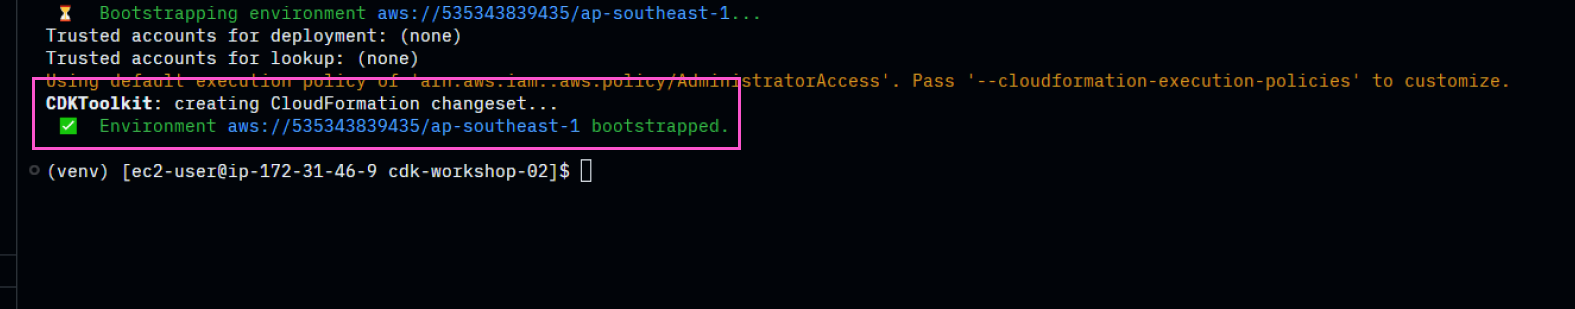 ⏳ Bootstrapping environment aws://535343839435/ap-southeast-1...
Trusted accounts for deployment: (none)
Trusted accounts for lookup: (none)
Using default execution policy of 'arn:aws:iam::aws:policy/AdministratorAccess'. Pass '--cloudformation-execution-policies' to customize.
CDKToolkit: creating CloudFormation changeset...
✅ Environment aws://535343839435/ap-southeast-1 bootstrapped.
(venv) [ec2-user@ip-172-31-46-9 cdk-workshop-02]$